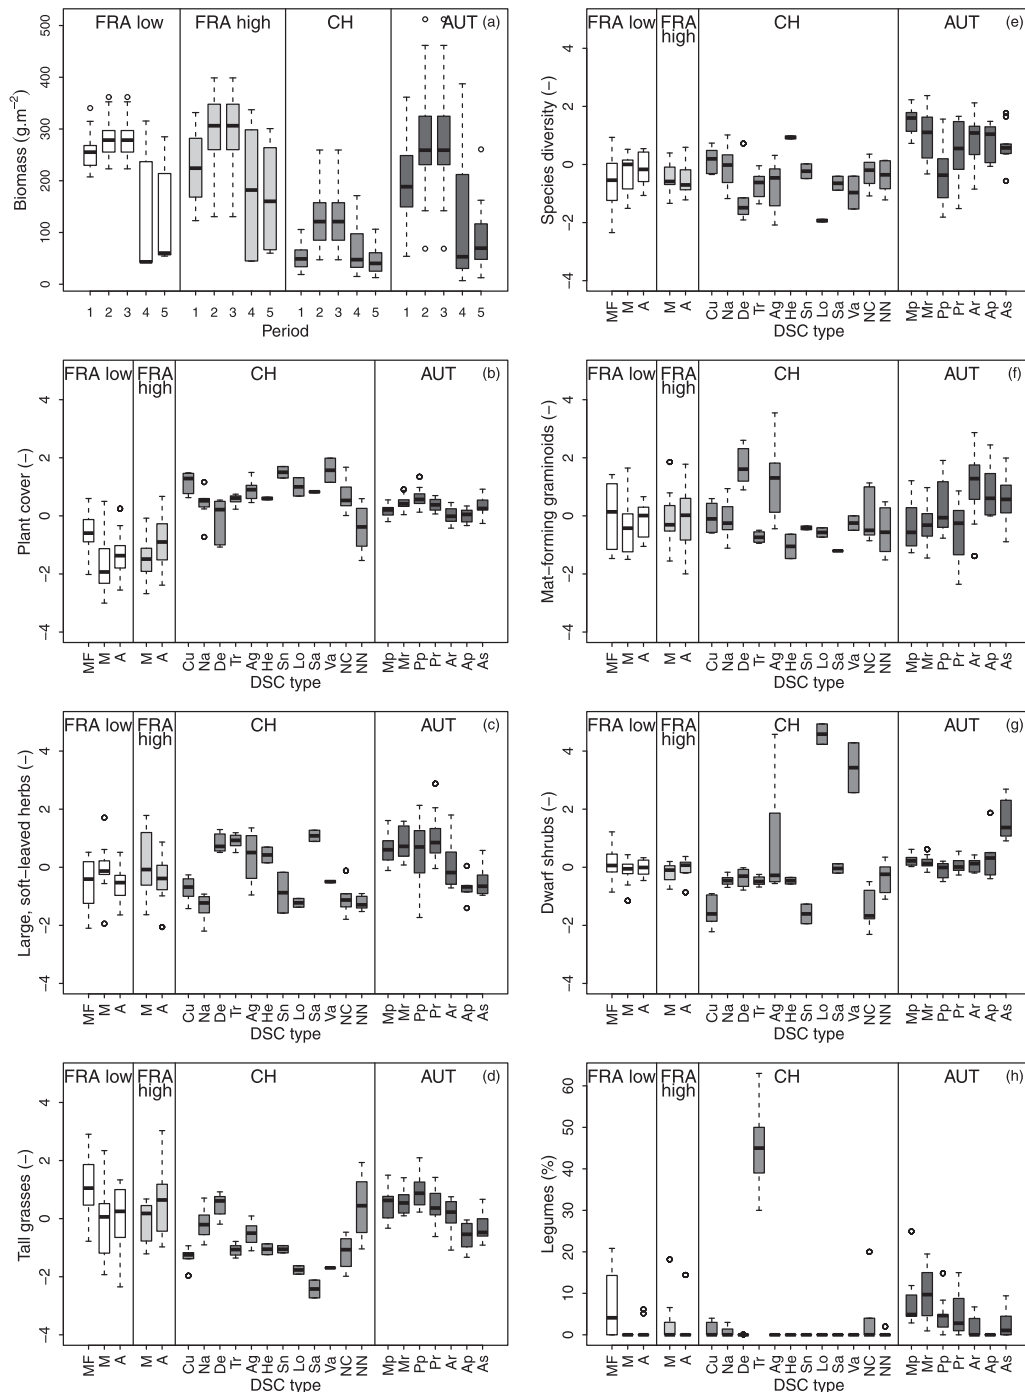 FRA low FRA high CH AUT (a)
Biomass (g.m−2)
0 100 200 300 400 500
1 2 3 4 5 1 2 3 4 5 1 2 3 4 5 1 2 3 4 5
Period
FRA low FRA high CH AUT (e)
Species diversity (−)
−4 −2 0 2 4
MF M A M A Cu Na De Tr Ag He Sn Lo Sa Va NC NN Mp Mr Pp Pr Ar Ap As
DSC type
FRA low FRA high CH AUT (b)
Plant cover (−)
−4 −2 0 2 4
MF M A M A Cu Na De Tr Ag He Sn Lo Sa Va NC NN Mp Mr Pp Pr Ar Ap As
DSC type
FRA low FRA high CH AUT (f)
Mat−forming graminoids (−)
−4 −2 0 2 4
MF M A M A Cu Na De Tr Ag He Sn Lo Sa Va NC NN Mp Mr Pp Pr Ar Ap As
DSC type
FRA low FRA high CH AUT (c)
Large, soft−leaved herbs (−)
−4 −2 0 2 4
MF M A M A Cu Na De Tr Ag He Sn Lo Sa Va NC NN Mp Mr Pp Pr Ar Ap As
DSC type
FRA low FRA high CH AUT (g)
Dwarf shrubs (−)
−4 −2 0 2 4
MF M A M A Cu Na De Tr Ag He Sn Lo Sa Va NC NN Mp Mr Pp Pr Ar Ap As
DSC type
FRA low FRA high CH AUT (d)
Tall grasses (−)
−4 −2 0 2 4
MF M A M A Cu Na De Tr Ag He Sn Lo Sa Va NC NN Mp Mr Pp Pr Ar Ap As
DSC type
FRA low FRA high CH AUT (h)
Legumes (%)
0 10 20 30 40 50 60
MF M A M A Cu Na De Tr Ag He Sn Lo Sa Va NC NN Mp Mr Pp Pr Ar Ap As
DSC type